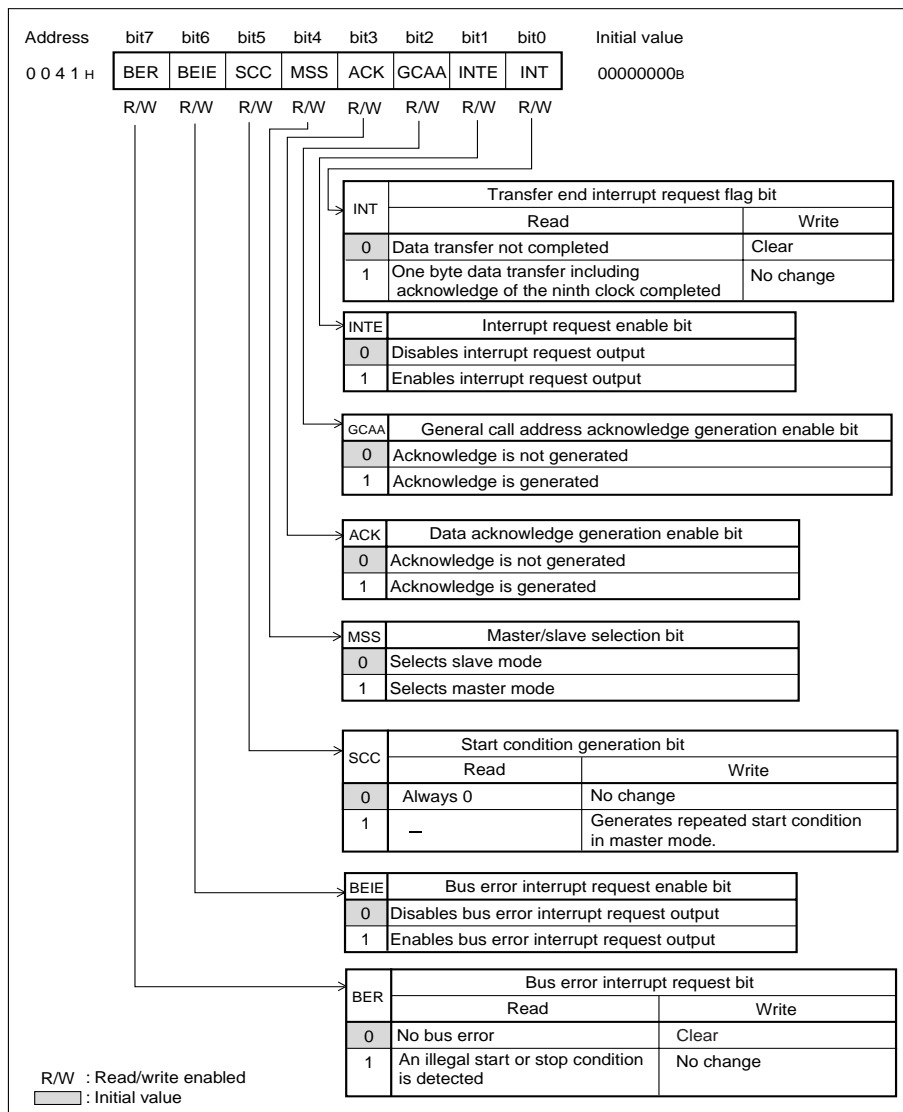 Address bit7 bit6 bit5 bit4 bit3 bit2 bit1 bit0 Initial value
0 0 4 1 H BER BEIE SCC MSS ACK GCAA INTE INT 00000000B
R/W R/W R/W R/W R/W R/W R/W R/W
INT Transfer end interrupt request flag bit
Read Write
0 Data transfer not completed Clear
1 One byte data transfer including No change
acknowledge of the ninth clock completed
INTE Interrupt request enable bit
0 Disables interrupt request output
1 Enables interrupt request output
GCAA General call address acknowledge generation enable bit
0 Acknowledge is not generated
1 Acknowledge is generated
ACK Data acknowledge generation enable bit
0 Acknowledge is not generated
1 Acknowledge is generated
MSS Master/slave selection bit
0 Selects slave mode
1 Selects master mode
SCC Start condition generation bit
Read Write
0 Always 0 No change
1 – Generates repeated start condition
in master mode.
BEIE Bus error interrupt request enable bit
0 Disables bus error interrupt request output
1 Enables bus error interrupt request output
BER Bus error interrupt request bit
Read Write
0 No bus error Clear
1 An illegal start or stop condition No change
is detected
R/W : Read/write enabled
: Initial value